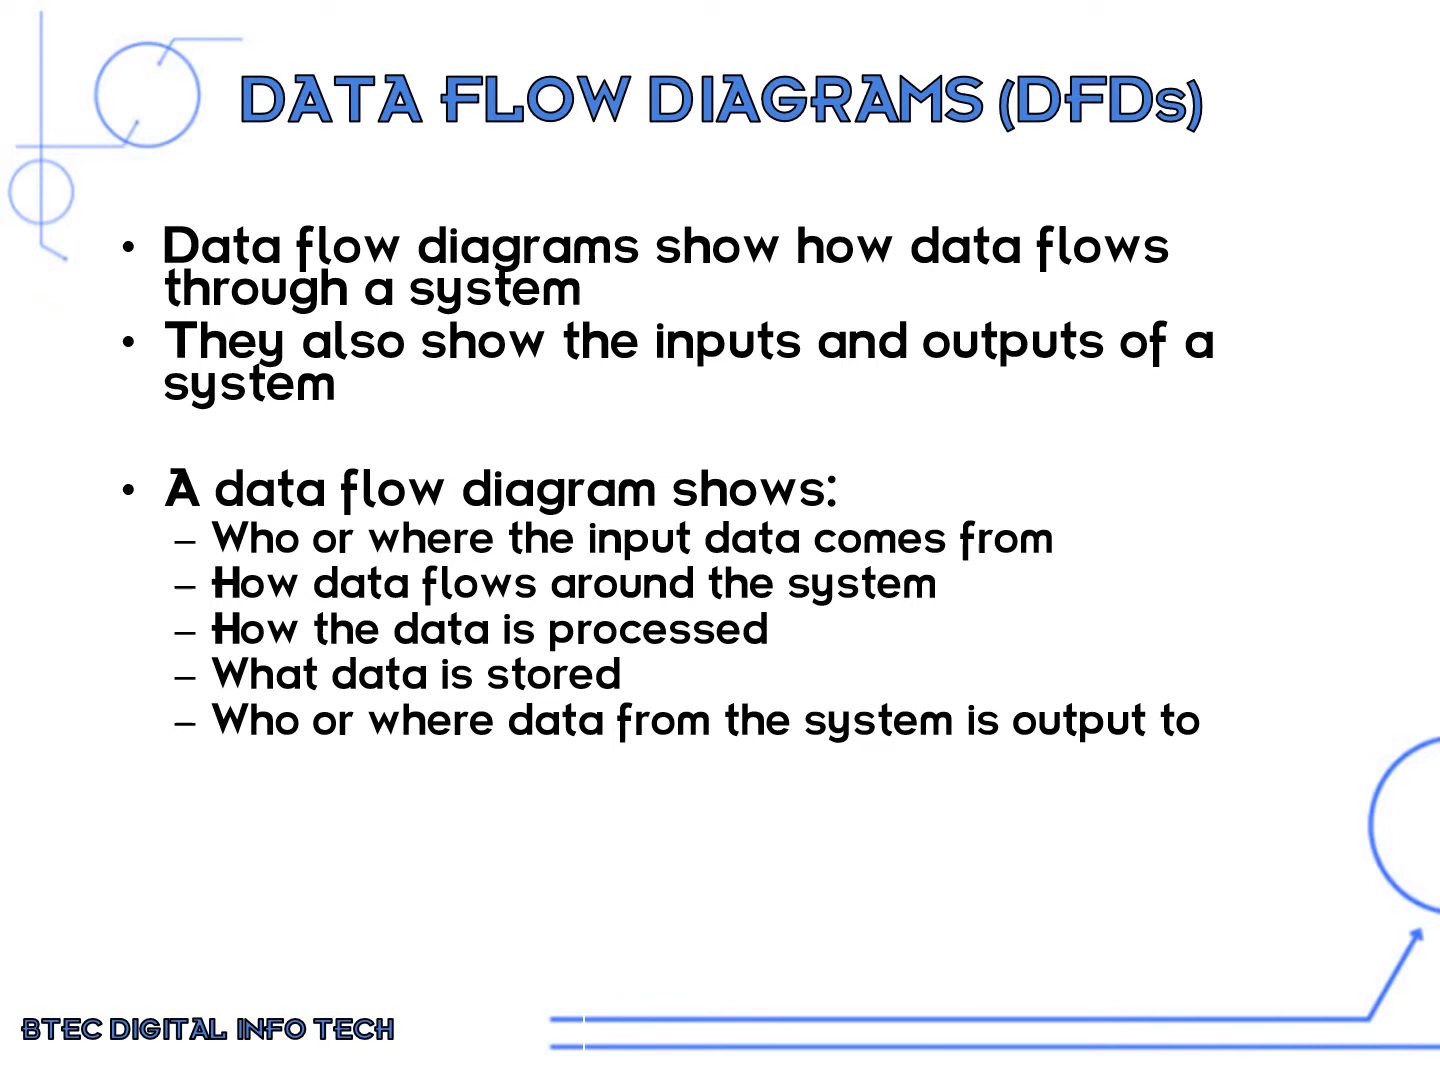 DATA FLOW DIAGRAMS (DFDs)
• Data flow diagrams show how data flows
through a system
• They also show the inputs and outputs of a
system
• A data flow diagram shows:
– Who or where the input data comes from
– How data flows around the system
– How the data is processed
– What data is stored
– Who or where data from the system is output to
BTEC DIGITAL INFO TECH